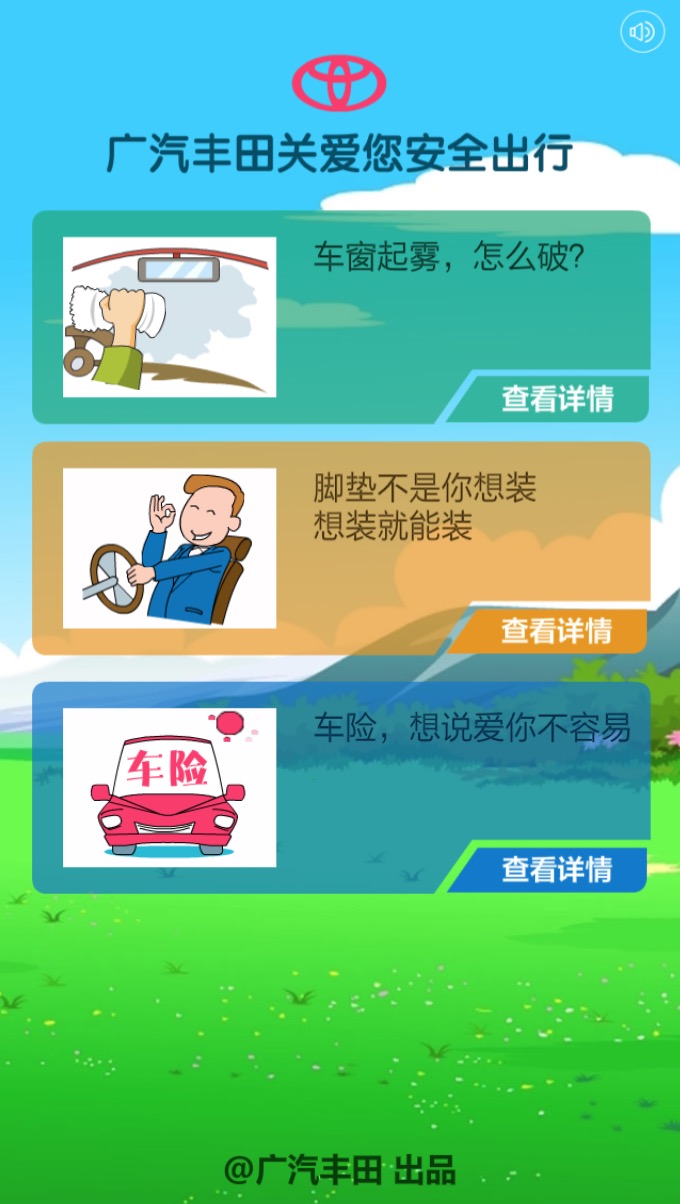 广汽丰田关爱您安全出行
车窗起雾，怎么破?
查看详情
脚垫不是你想装
想装就能装
查看详情
车险，想说爱你不容易
车险
查看详情
@广汽丰田 出品